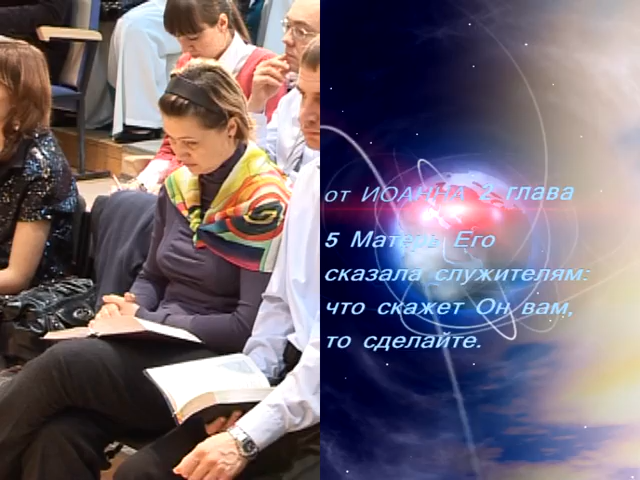 от ИОАННА 2 глава
5 Матерь Его
сказала служителям:
что скажет Он вам,
то сделайте.